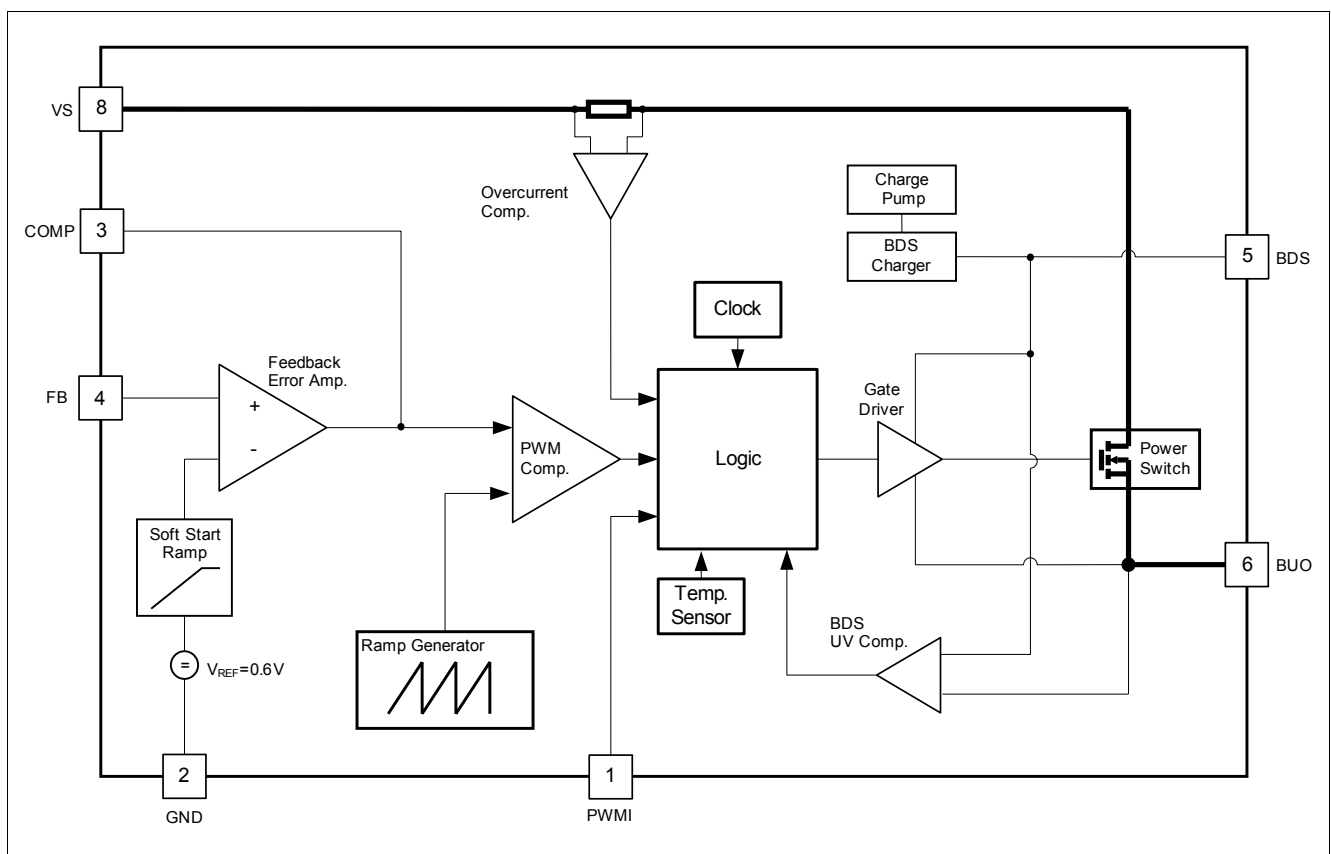 VS
8
Overcurrent
Comp.
Charge
Pump
COMP
3
BDS
Charger
5
BDS
Clock
Feedback
Error Amp.
FB
4
+
-
Gate
Driver
PWM
Comp.
Logic
Power
Switch
Soft Start
Ramp
6
BUO
Temp.
Sensor
BDS
UV Comp.
Ramp Generator
=
VREF=0.6V
2
GND
1
PWMI